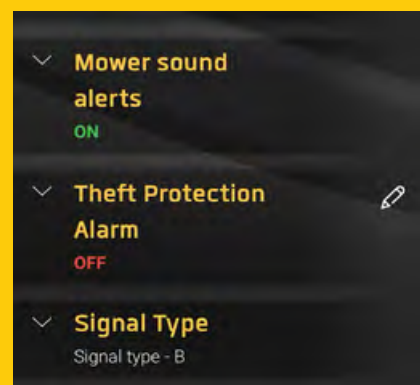 Mower sound
alerts
ON
Theft Protection
Alarm
OFF
Signal Type
Signal type - B